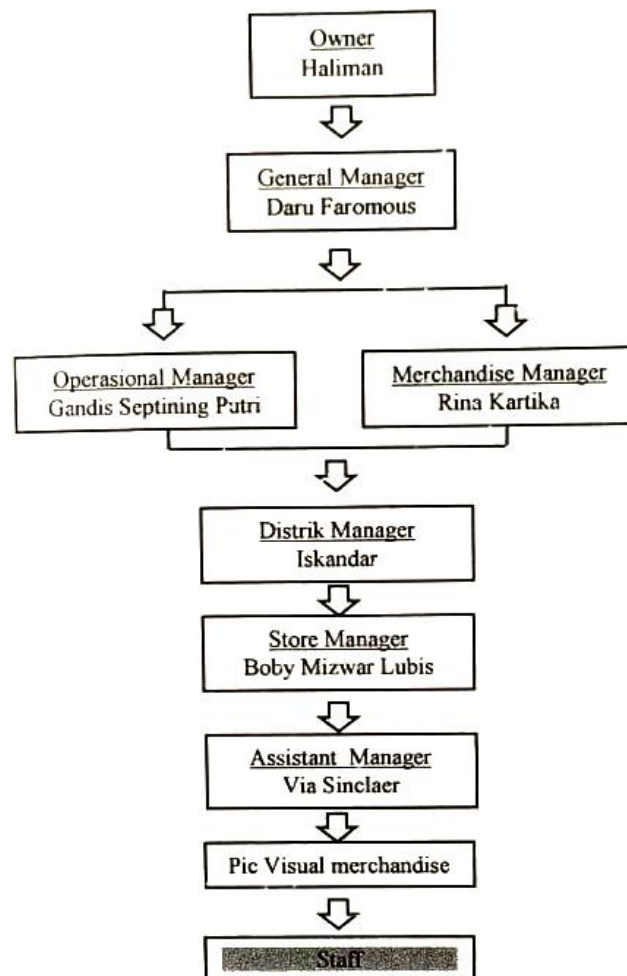 Owner
Haliman
General Manager
Daru Faromous
Operasional Manager
Gandis Septining Putri
Merchandise Manager
Rina Kartika
Distrik Manager
Iskandar
Store Manager
Boby Mizwar Lubis
Assistant Manager
Via Sinclaer
Pic Visual merchandise
Staff